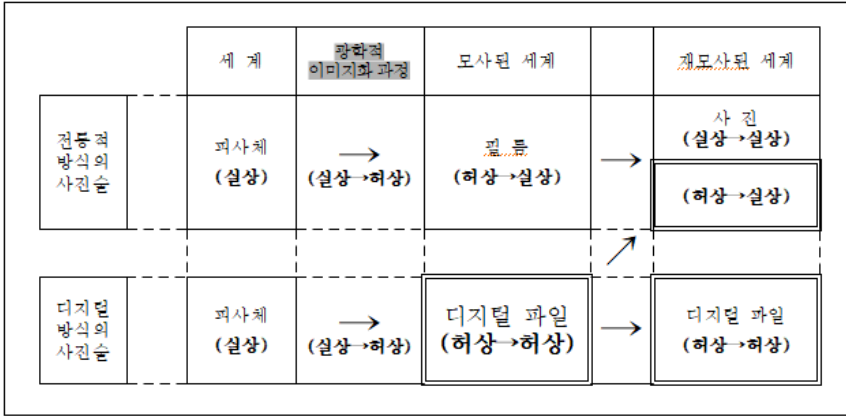 세 계
광학적
이미지화 과정
모사된 세계
재모사된 세계
전통적
방식의
사진술
피사체
(실상)
→
(실상→허상)
필 름
(허상→실상)
→
사 진
(실상→실상)
(허상→실상)
디지털
방식의
사진술
피사체
(실상)
→
(실상→허상)
디지털 파일
(허상→허상)
→
디지털 파일
(허상→허상)